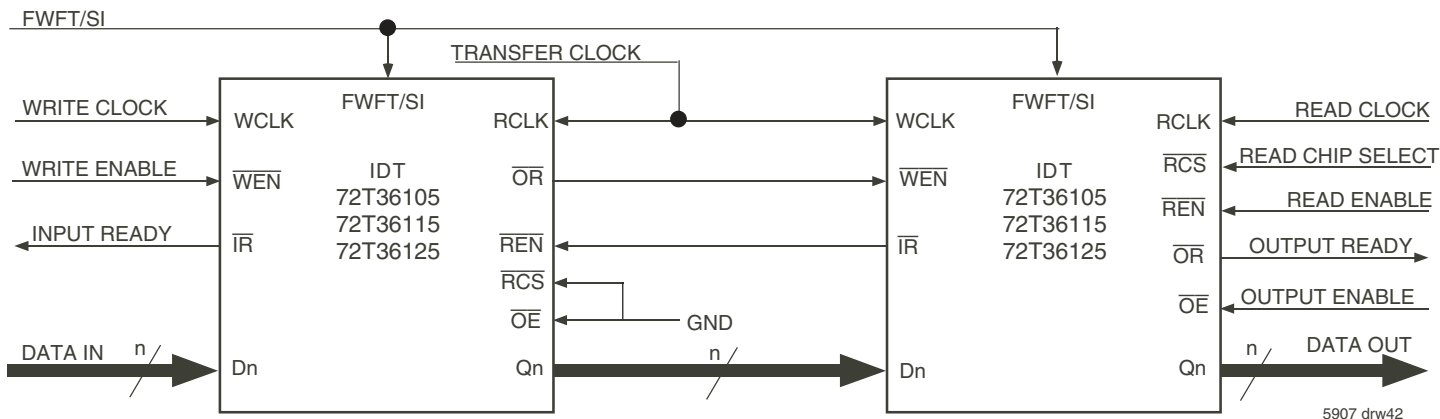 FWFT/SI
TRANSFER CLOCK
FWFT/SI
FWFT/SI
WRITE CLOCK
WCLK
RCLK
WCLK
RCLK
READ CLOCK
WRITE ENABLE
WEN
IDT
72T36105
72T36115
72T36125
OR
WEN
IDT
72T36105
72T36115
72T36125
RCS
READ CHIP SELECT
REN
READ ENABLE
INPUT READY
IR
REN
IR
OR
OUTPUT READY
RCS
OE
GND
OE
OUTPUT ENABLE
DATA IN
n
Dn
Qn
n
Dn
Qn
n
DATA OUT
5907 drw42